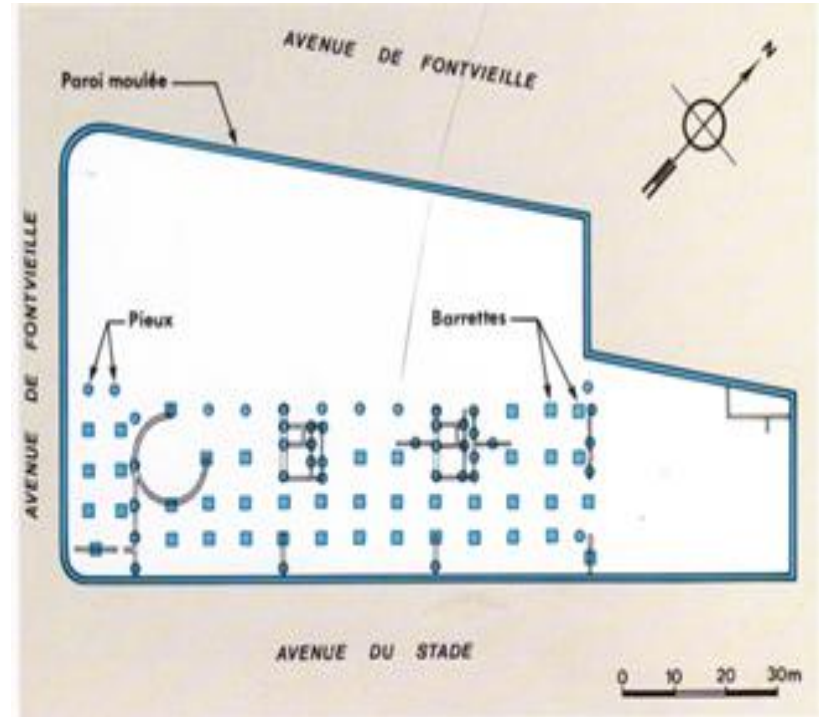 AVENUE DE FONTVIEILLE
Paroi moulée
N
AVENUE DE FONTVIEILLE
Pieux
Barrettes
AVENUE DU STADE
0 10 20 30m